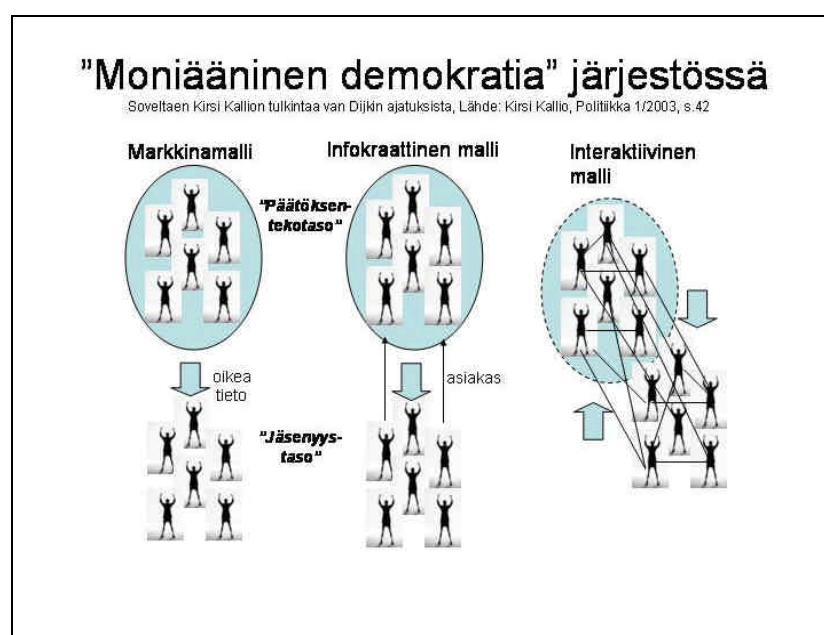 "Moniääninen demokratia" järjestössä
Soveltaen Kirsi Kallion tulkintaa van Dijkin ajatuksista, Lähde: Kirsi Kallio, Politiikka 1/2003, s.42
Markkinamalli
Infokraattinen malli
Interaktiivinen
malli
"Päätöksen-
tekotaso"
oikea
tieto
asiakas
"Jäsenyys-
taso"